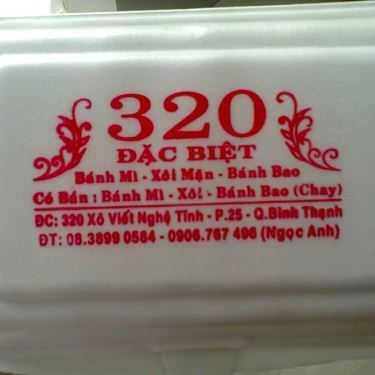 320
ĐẶC BIỆT
Bánh Mì - Xôi Mặn - Bánh Bao
Có Bán : Bánh Mì - Xôi - Bánh Bao (Chay)
ĐC: 320 Xô Viết Nghệ Tĩnh - P.25 - Q.Bình Thạnh
ĐT: 08.3899 0584 - 0906.767 496 (Ngọc Anh)